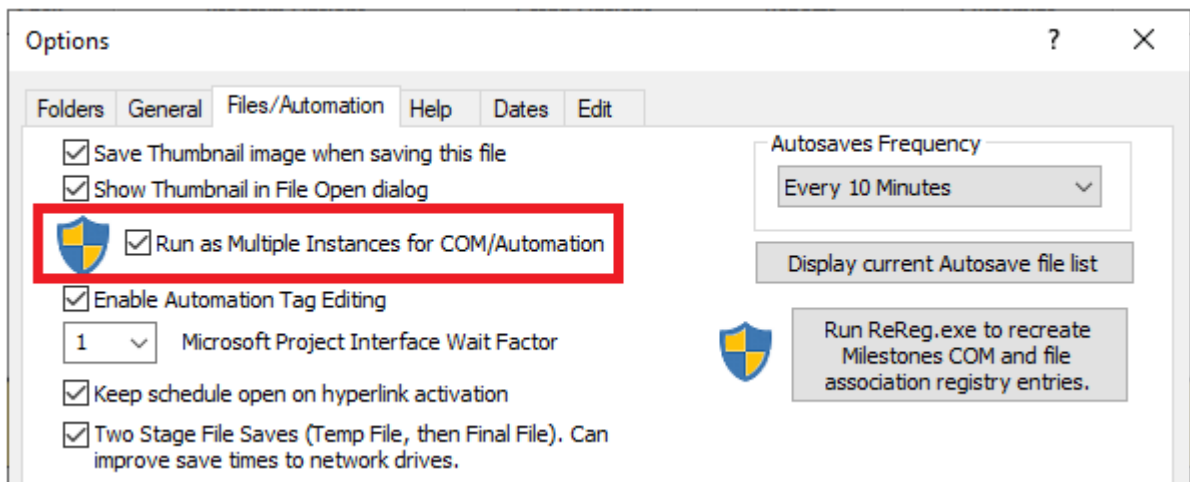 Options
?
Folders General Files/Automation Help Dates Edit
Save Thumbnail image when saving this file
Show Thumbnail in File Open dialog
Run as Multiple Instances for COM/Automation
Enable Automation Tag Editing
1 Microsoft Project Interface Wait Factor
Keep schedule open on hyperlink activation
Two Stage File Saves (Temp File, then Final File). Can
improve save times to network drives.
Autosaves Frequency
Every 10 Minutes
Display current Autosave file list
Run ReReg.exe to recreate
Milestones COM and file
association registry entries.